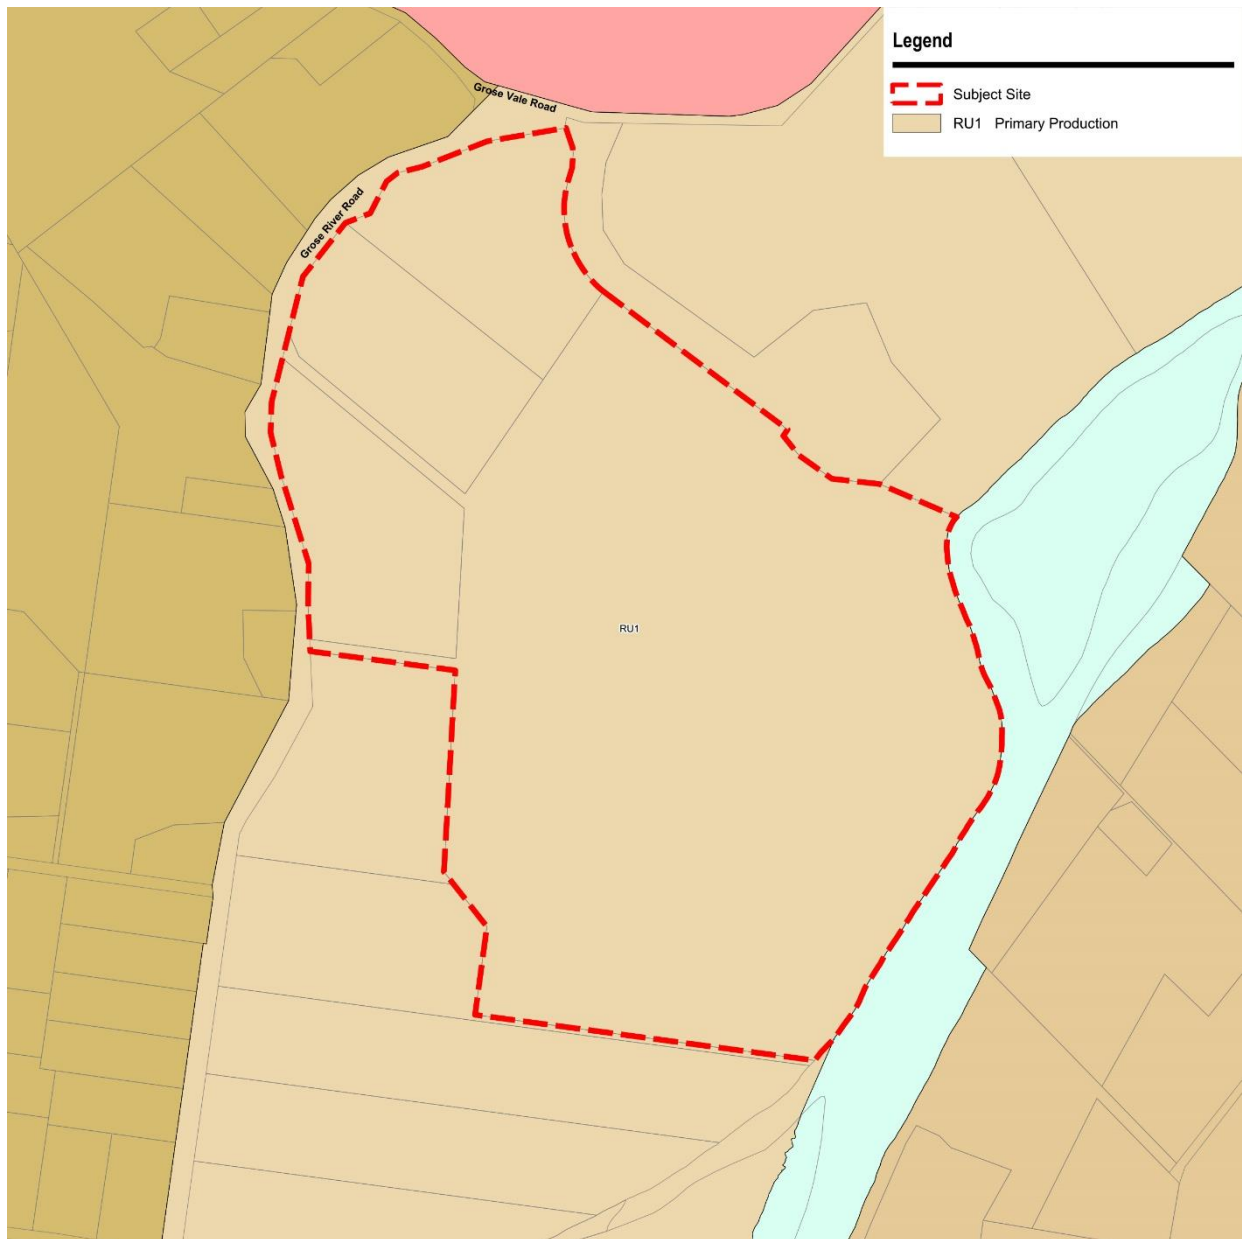 Legend
Subject Site
RU1 Primary Production
Grose Vale Road
Grose River Road
RU1